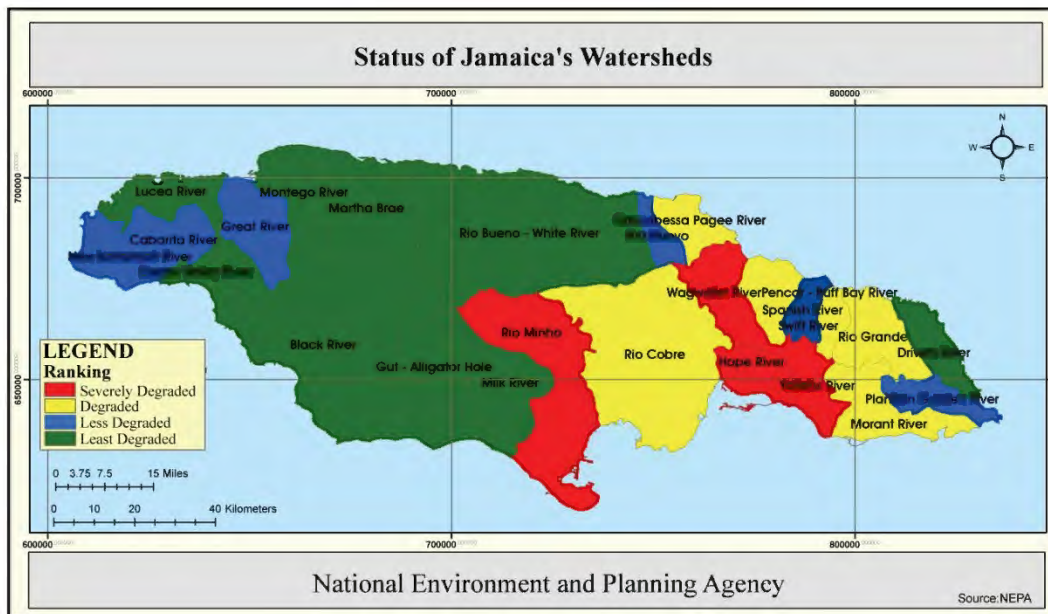 Status of Jamaica's Watersheds
600000
700000
800000
N
W E
S
700000
700000
Lucea River
Montego River
Martha Brae
Great River
Pagee River
Cabarita River
Rio Bueno - White River
Wag River
Pencar - Buff Bay River
Spanish River
Swift River
Rio Minho
Rio Grande
Black River
Rio Cobre
Hope River
Drivers River
Gut - Alligator Hole
Milk River
650000
650000
River
River
Morant River
LEGEND
Ranking
Severely Degraded
Degraded
Less Degraded
Least Degraded
0 3.75 7.5 15 Miles
0 10 20 40 Kilometers
600000
700000
800000
National Environment and Planning Agency
Source:NEPA